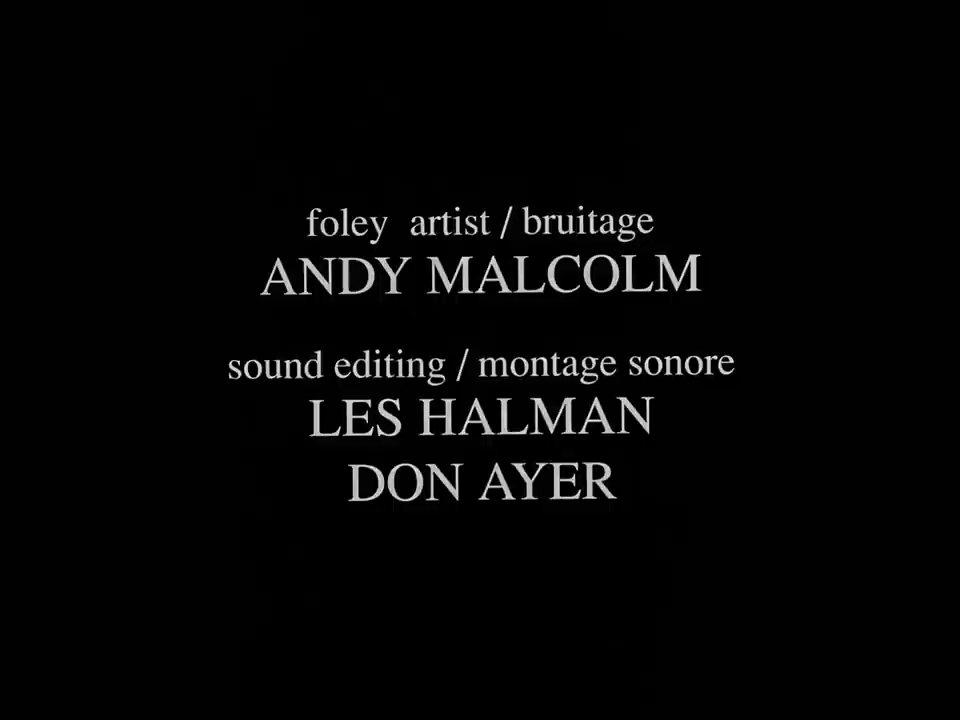 foley artist / bruitage
ANDY MALCOLM
sound editing / montage sonore
LES HALMAN
DON AYER